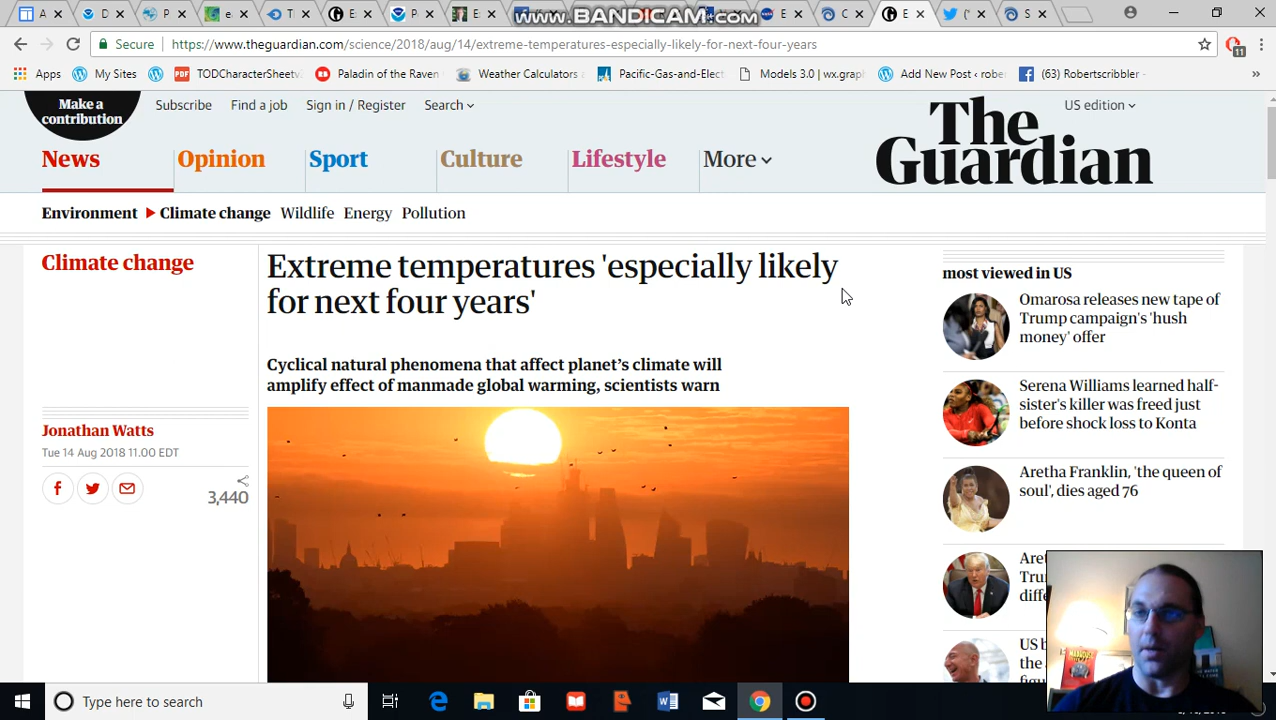 www.BANDICAM.com
Secure https://www.theguardian.com/science/2018/aug/14/extreme-temperatures-especially-likely-for-next-four-years
11
Apps My Sites TODCharacterSheet Paladin of the Raven Weather Calculators Pacific-Gas-and-Elect Models 3.0 | wx.grap Add New Post ‹ robe (63) Robertscribbler -
Make a
contribution
Subscribe Find a job Sign in / Register Search US edition
News Opinion Sport Culture Lifestyle More
The
Guardian
Environment Climate change Wildlife Energy Pollution
Climate change
Extreme temperatures 'especially likely
for next four years'
Cyclical natural phenomena that affect planet's climate will
amplify effect of manmade global warming, scientists warn
Jonathan Watts
Tue 14 Aug 2018 11.00 EDT
3,440
most viewed in US
Omarosa releases new tape of
Trump campaign's 'hush
money' offer
Serena Williams learned half-
sister's killer was freed just
before shock loss to Konta
Aretha Franklin, 'the queen of
soul', dies aged 76
Are
Tru
diffe
US b
the
figu
Type here to search